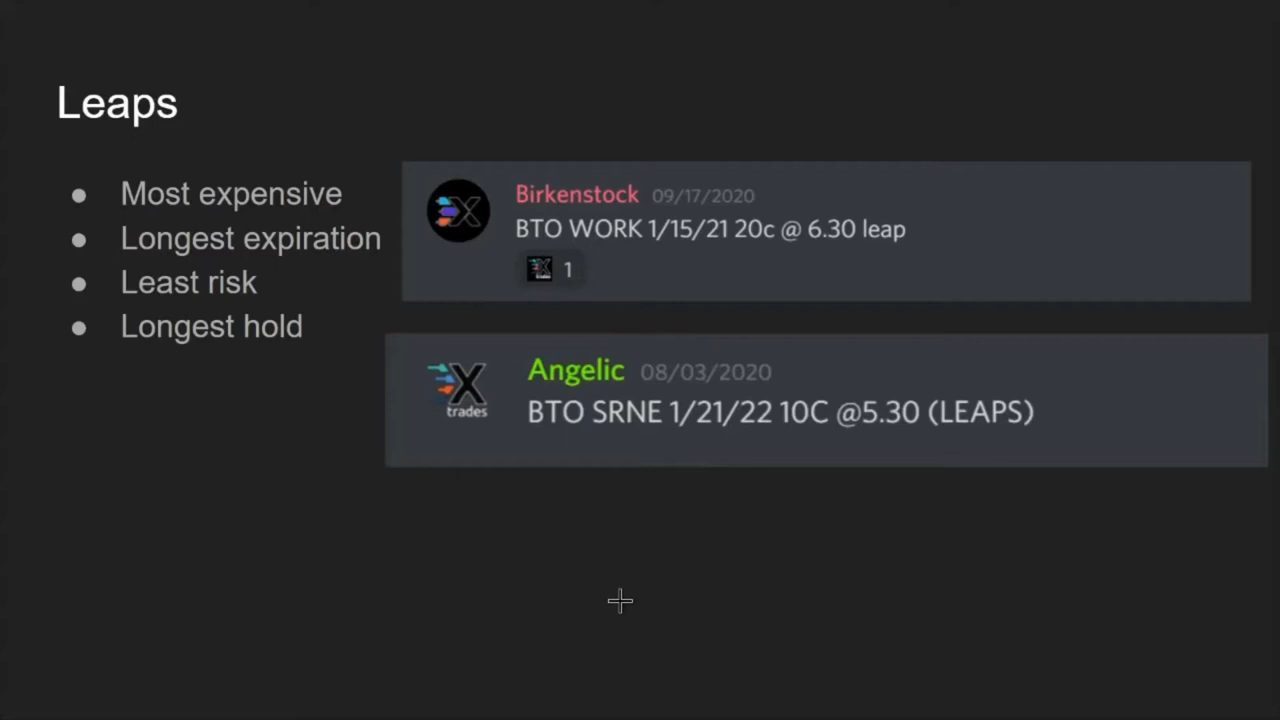 Leaps
● Most expensive
● Longest expiration
● Least risk
● Longest hold
Birkenstock 09/17/2020
BTO WORK 1/15/21 20c @ 6.30 leap
1
X
trades
Angelic 08/03/2020
BTO SRNE 1/21/22 10C @5.30 (LEAPS)